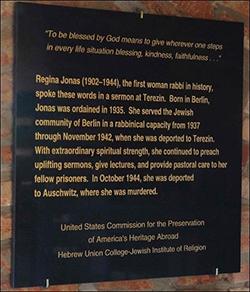 "To be blessed by God means to give wherever one steps
in every life situation blessing, kindness, faithfulness . . ."
Regina Jonas (1902–1944), the first woman rabbi in history,
spoke these words in a sermon at Terezin. Born in Berlin,
Jonas was ordained in 1935. She served the Jewish
community of Berlin in a rabbinical capacity from 1937
through November 1942, when she was deported to Terezin.
With extraordinary spiritual strength, she continued to preach
uplifting sermons, give lectures, and provide pastoral care to her
fellow prisoners. In October 1944, she was deported
to Auschwitz, where she was murdered.
United States Commission for the Preservation
of America's Heritage Abroad
Hebrew Union College-Jewish Institute of Religion